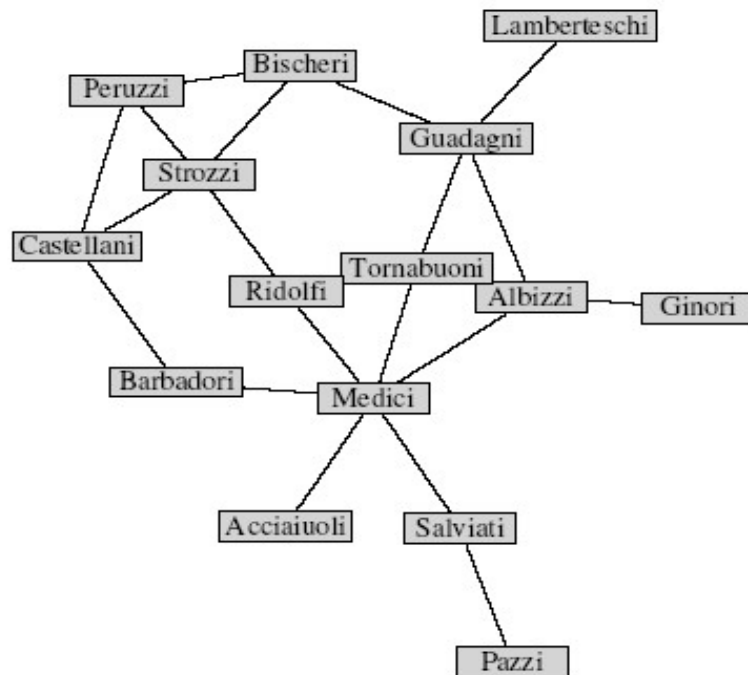 Lamberteschi
Bischeri
Peruzzi
Guadagni
Strozzi
Castellani
Tornabuoni
Ridolfi
Albizzi
Ginori
Barbadori
Medici
Acciaiuoli
Salviati
Pazzi